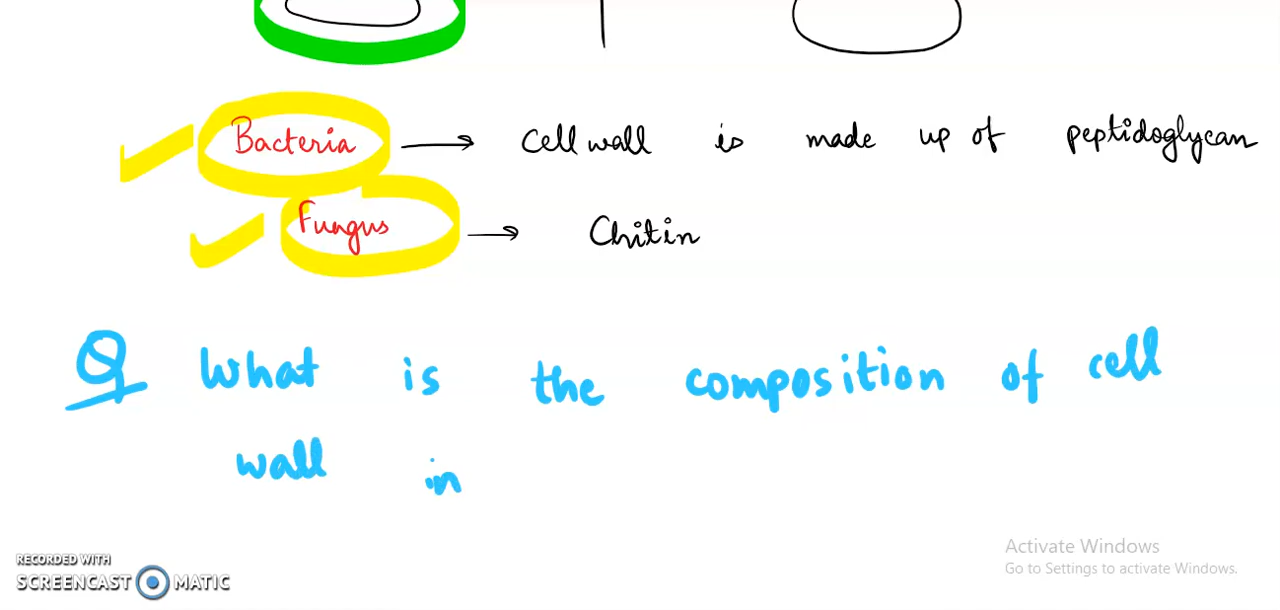 Bacteria → Cell wall is made up of peptidoglycan
Fungus → Chitin
Q What is the composition of cell
wall in
RECORDED WITH
SCREENCAST MATIC
Activate Windows
Go to Settings to activate Windows.